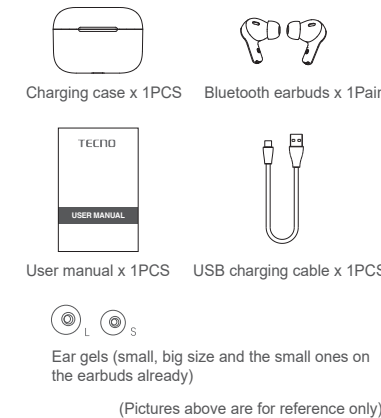 Charging case x 1PCS
Bluetooth earbuds x 1Pair
TECNO
USER MANUAL
User manual x 1PCS
USB charging cable x 1PCS
L
S
Ear gels (small, big size and the small ones on
the earbuds already)
(Pictures above are for reference only)